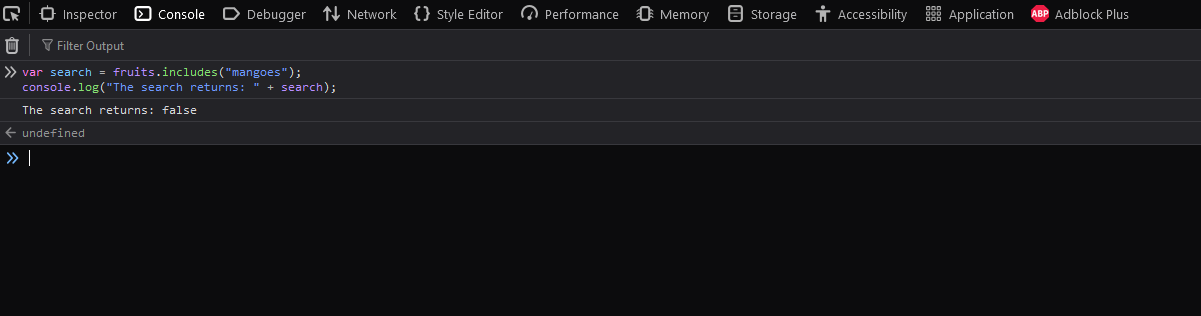 Inspector Console Debugger Network Style Editor Performance Memory Storage Accessibility Application ABP Adblock Plus
Filter Output
var search = fruits.includes("mangoes");
console.log("The search returns: " + search);
The search returns: false
undefined